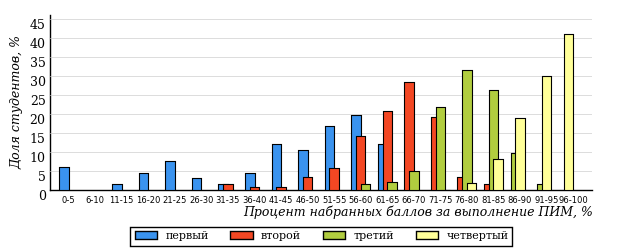 Доля студентов, %
45
40
35
30
25
20
15
10
5
0
0-5 6-10 11-15 16-20 21-25 26-30 31-35 36-40 41-45 46-50 51-55 56-60 61-65 66-70 71-75 76-80 81-85 86-90 91-95 96-100
Процент набранных баллов за выполнение ПИМ, %
первый второй третий четвертый